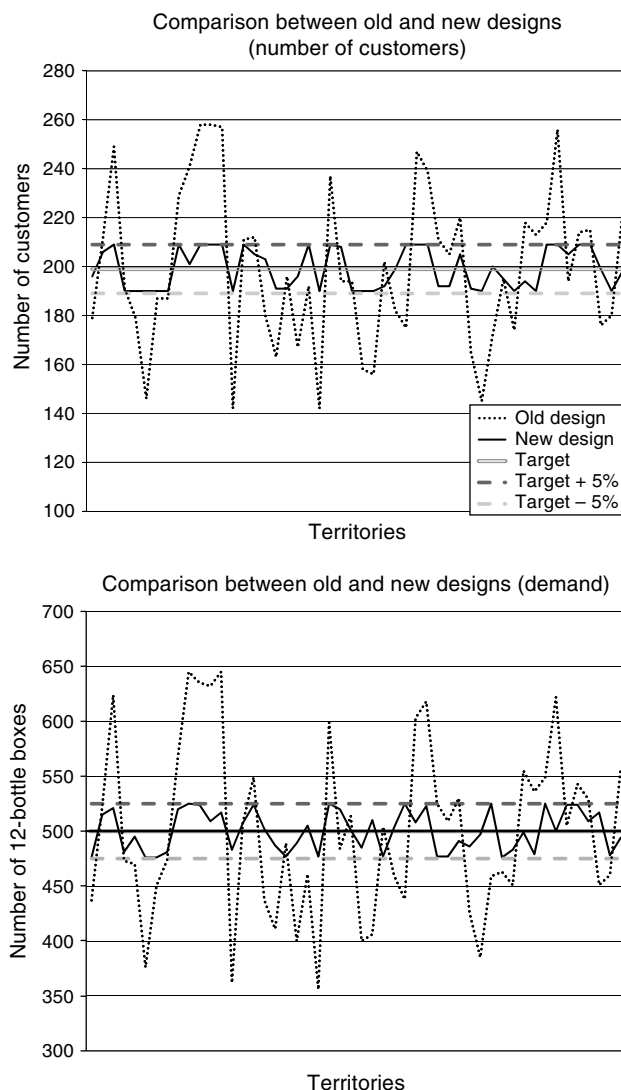 Comparison between old and new designs
(number of customers)
280
260
240
220
200
180
160
140
120
100
Number of customers
Old design
New design
Target
Target + 5%
Target – 5%
Territories
Comparison between old and new designs (demand)
700
650
600
550
500
450
400
350
300
Number of 12-bottle boxes
Territories